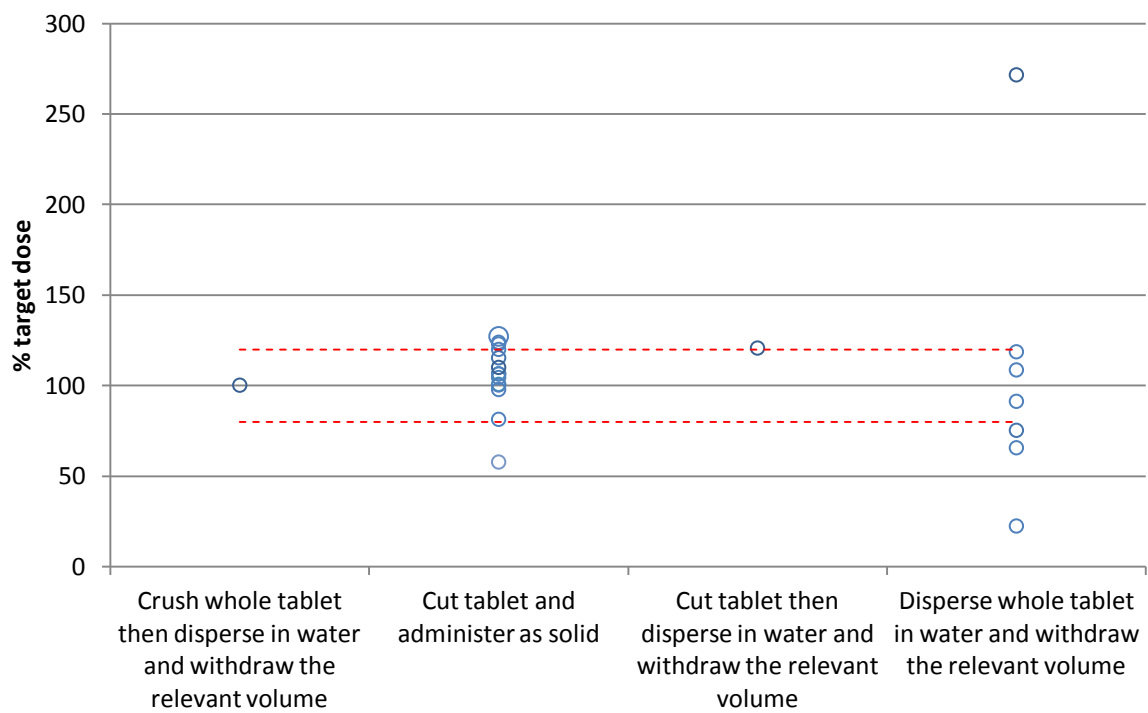 300
250
200
150
100
50
0
% target dose
Crush whole tablet
then disperse in water
and withdraw the
relevant volume
Cut tablet and
administer as solid
Cut tablet then
disperse in water and
withdraw the relevant
volume
Disperse whole tablet
in water and withdraw
the relevant volume